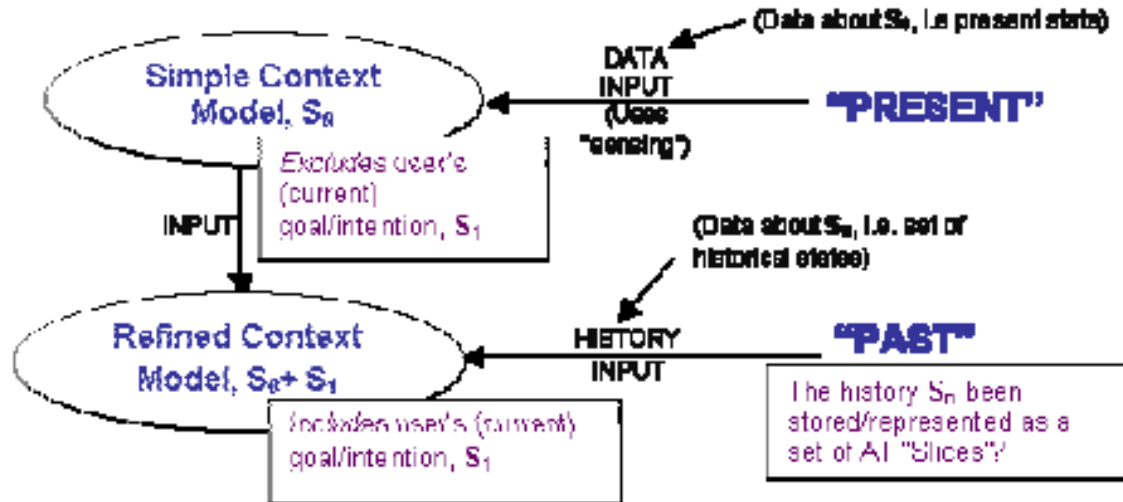 (Data about S₀, i.e present state)
Simple Context
Model, S₀
DATA
INPUT
(Uses
"sensing")
"PRESENT"
Excludes user's
(current)
goal/intention, S₁
INPUT
(Data about Sₙ, i.e. set of
historical states)
Refined Context
Model, S₀+ S₁
HISTORY
INPUT
"PAST"
Includes user's (current)
goal/intention, S₁
The history Sₙ been
stored/represented as a
set of AT "Slices"?